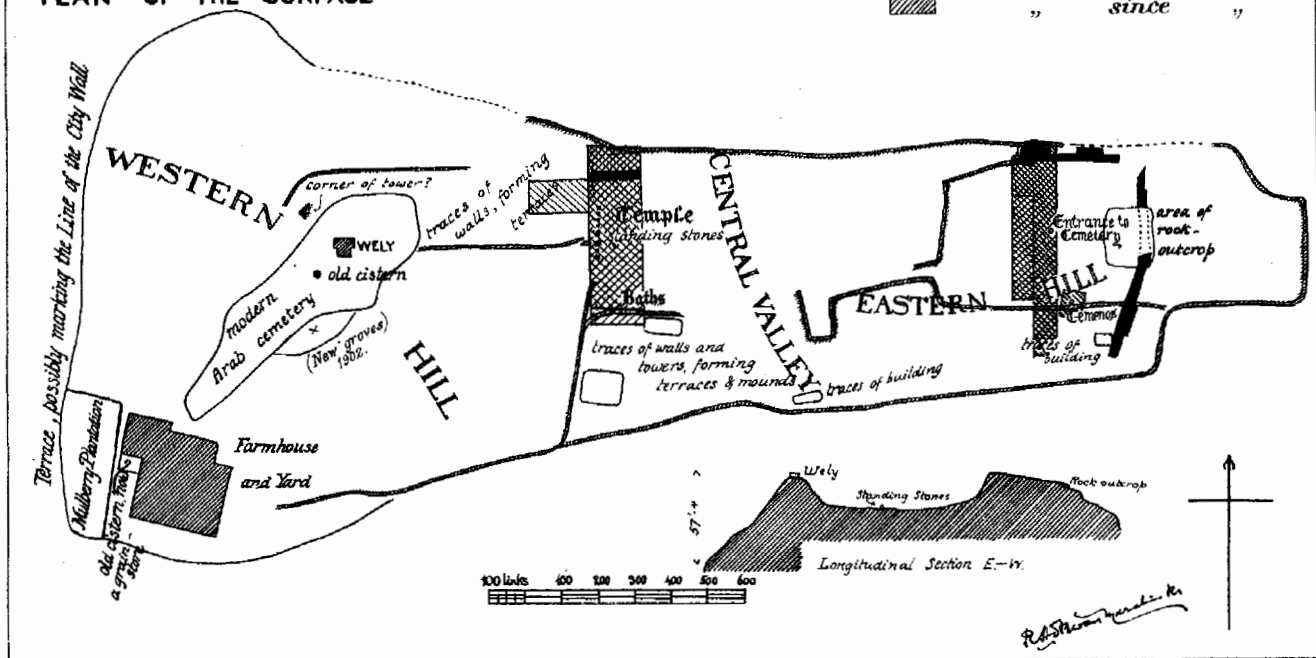 PLAN OF THE SURFACE
„ since „
Terrace, possibly marking the Line of the City Wall
WESTERN
corner of tower?
traces of
walls, forming
terraces
WELY
old cistern
modern
Arab cemetery
(New groves)
1902.
HILL
Temple
standing stones
Baths
traces of walls and
towers, forming
terraces & mounds
CENTRAL VALLEY
traces of building
EASTERN
HILL
Entrance to
Cemetery
area of
rock-
outcrop
Temenos
traces of
building
Mulberry Plantation
old cistern, now
a grain-
store
Farmhouse
and Yard
Wely
Standing Stones
Rock outcrop
57'.4
Longitudinal Section E.-W.
100 links 100 200 300 400 500 600